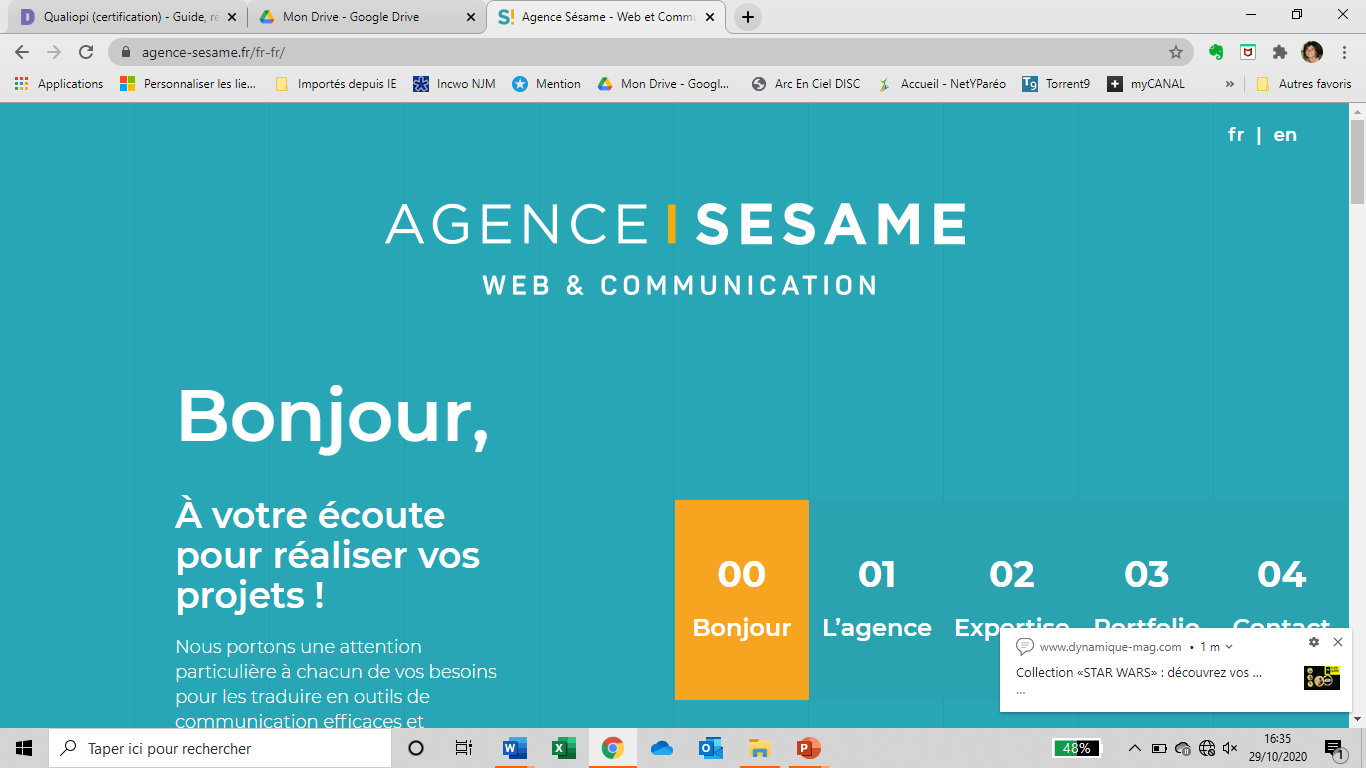 Qualiopi (certification) - Guide, ré
Mon Drive - Google Drive
Agence Sésame - Web et Commu
agence-sesame.fr/fr-fr/
Applications
Personnaliser les lie...
Importés depuis IE
Incwo NJM
Mention
Mon Drive - Googl...
Arc En Ciel DISC
Accueil - NetYParéo
Torrent9
myCANAL
»
Autres favoris
fr | en
AGENCE | SESAME
WEB & COMMUNICATION
Bonjour,
À votre écoute
pour réaliser vos
projets !
Nous portons une attention
particulière à chacun de vos besoins
pour les traduire en outils de
communication efficaces et
00
Bonjour
01
L'agence
02
Expertise
03
Portfolio
04
Contact
www.dynamique-mag.com • 1 m
Collection «STAR WARS» : découvrez vos ...
...
Taper ici pour rechercher
48%
16:35
29/10/2020
1